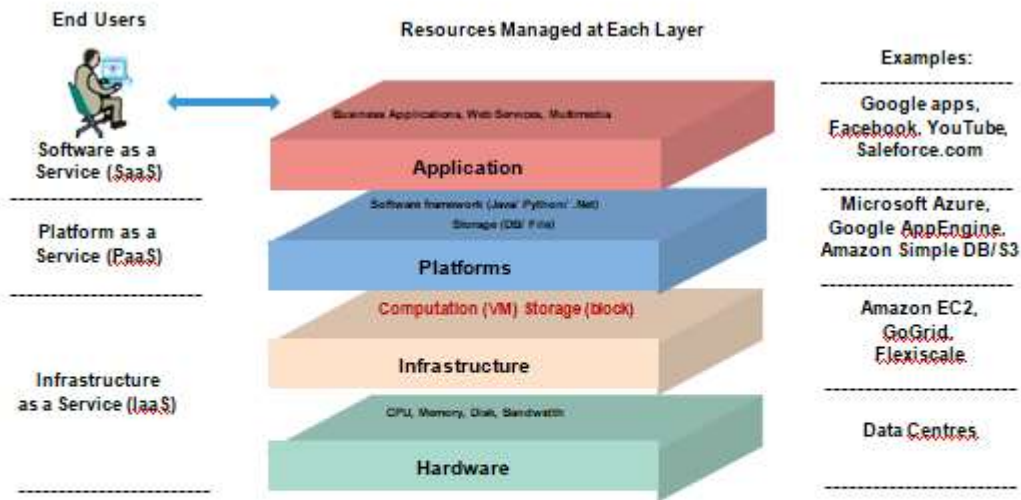 End Users
Resources Managed at Each Layer
Examples:
Business Applications, Web Services, Multimedia
Application
Software as a
Service (SaaS)
Google apps,
Facebook, YouTube,
Saleforce.com
Software framework (Java/ Python/ .Net)
Storage (DB/ File)
Platforms
Platform as a
Service (PaaS)
Microsoft Azure,
Google AppEngine,
Amazon Simple DB/S3
Computation (VM) Storage (block)
Infrastructure
Amazon EC2,
GoGrid,
Flexiscale
Infrastructure
as a Service (IaaS)
CPU, Memory, Disk, Bandwidth
Hardware
Data Centres